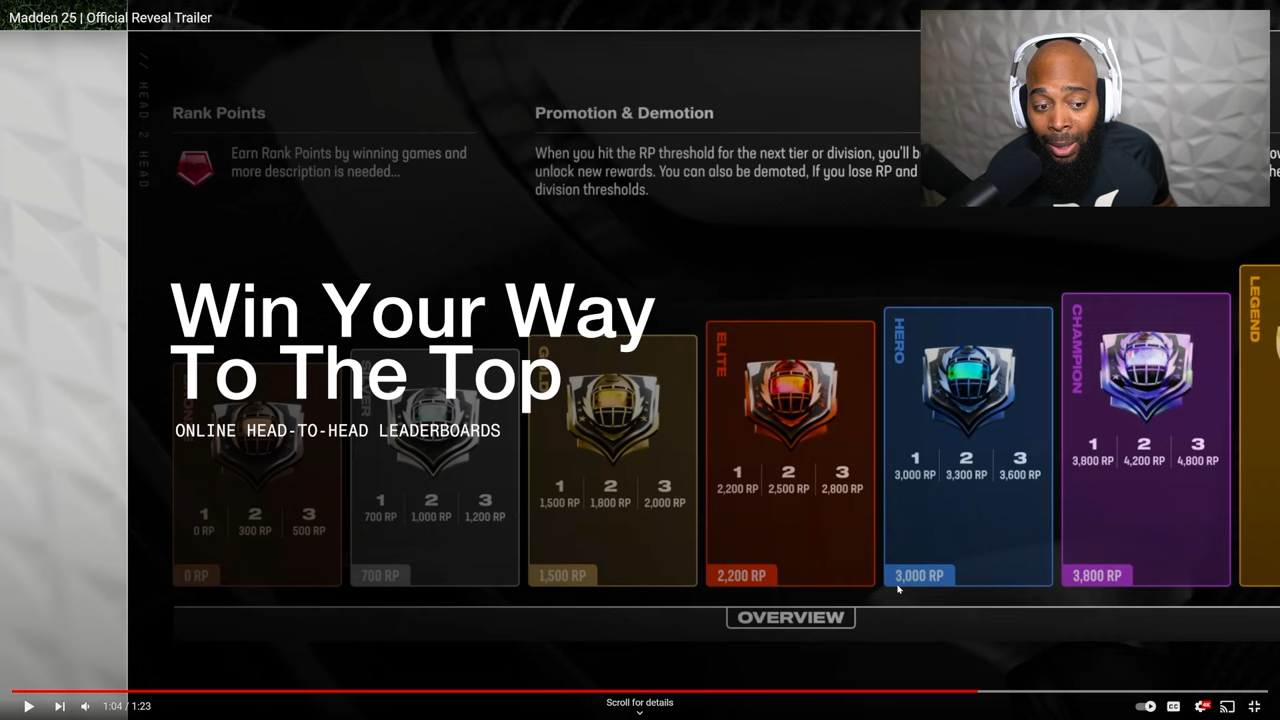 Madden 25 | Official Reveal Trailer
// HEAD 2 HEAD
Rank Points
Earn Rank Points by winning games and
more description is needed...
Promotion & Demotion
When you hit the RP threshold for the next tier or division, you'll b
unlock new rewards. You can also be demoted, If you lose RP and
division thresholds.
Win Your Way
To The Top
ONLINE HEAD-TO-HEAD LEADERBOARDS
1 2 3
0 RP 300 RP 500 RP
0 RP
SILVER
1 2 3
700 RP 1,000 RP 1,200 RP
700 RP
GOLD
1 2 3
1,500 RP 1,800 RP 2,000 RP
1,500 RP
ELITE
1 2 3
2,200 RP 2,500 RP 2,800 RP
2,200 RP
HERO
1 2 3
3,000 RP 3,300 RP 3,600 RP
3,000 RP
CHAMPION
1 2 3
3,800 RP 4,200 RP 4,800 RP
3,800 RP
LEGEND
OVERVIEW
1:04 / 1:23
Scroll for details
CC
4K